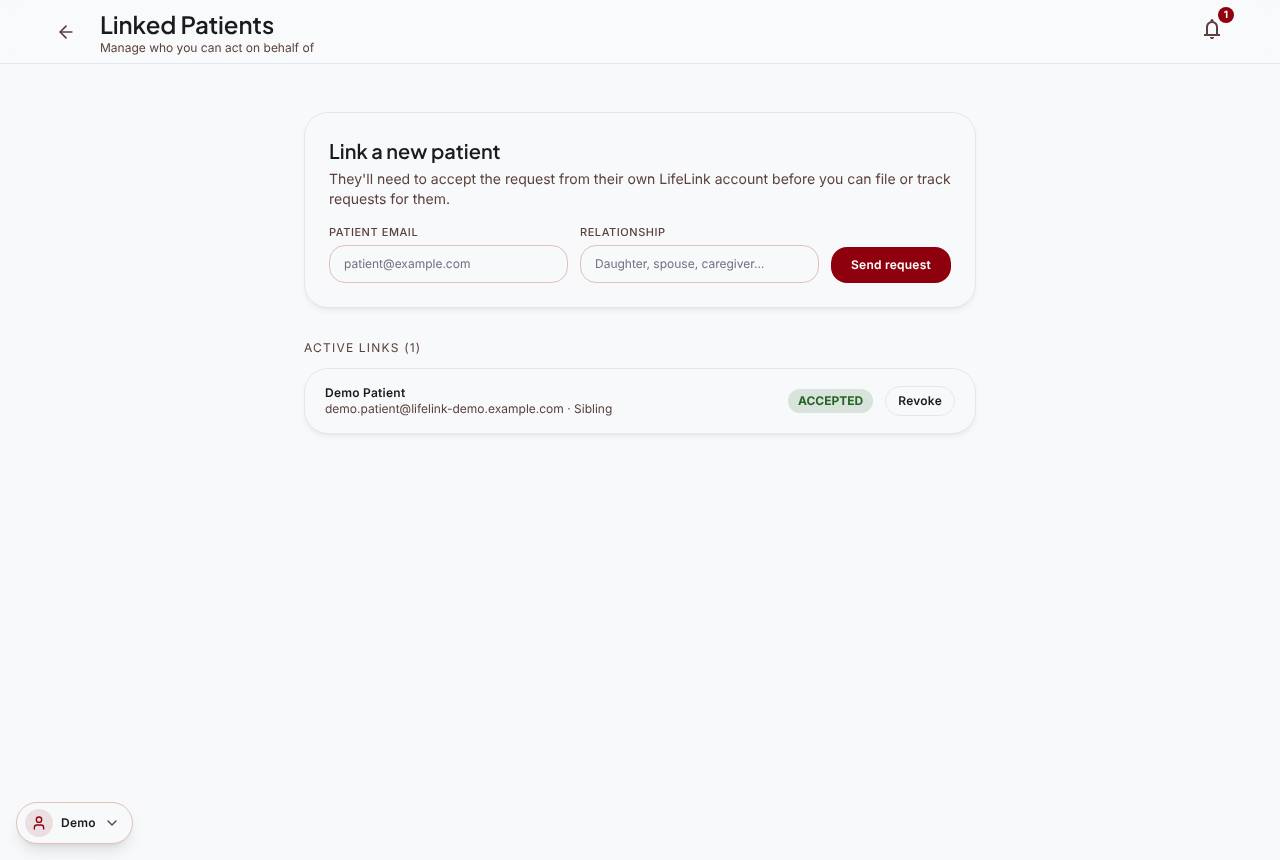 Linked Patients
Manage who you can act on behalf of
1
Link a new patient
They'll need to accept the request from their own LifeLink account before you can file or track
requests for them.
PATIENT EMAIL
RELATIONSHIP
patient@example.com
Daughter, spouse, caregiver...
Send request
ACTIVE LINKS (1)
Demo Patient
demo.patient@lifelink-demo.example.com · Sibling
ACCEPTED
Revoke
Demo